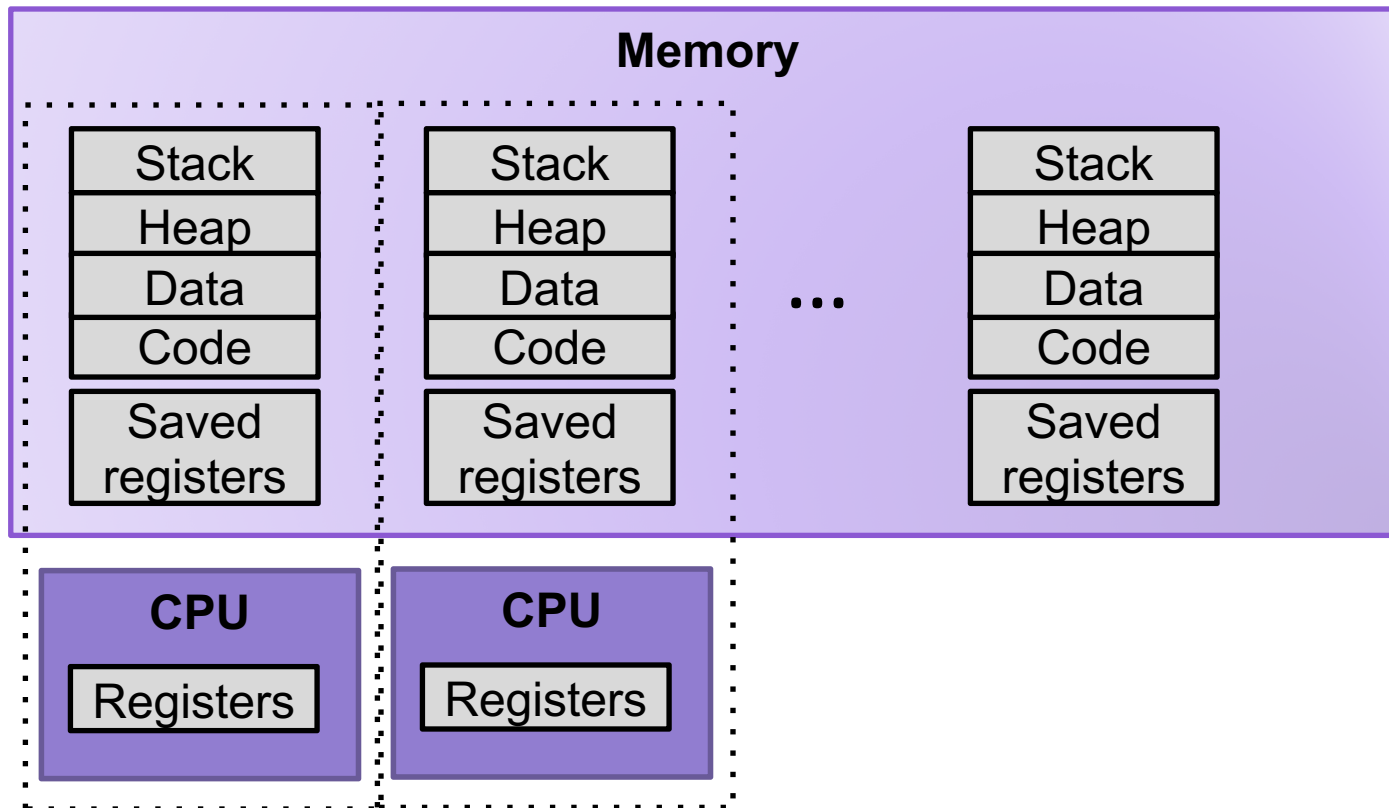 Memory
Stack
Heap
Data
Code
Saved
registers
Stack
Heap
Data
Code
Saved
registers
...
Stack
Heap
Data
Code
Saved
registers
CPU
Registers
CPU
Registers